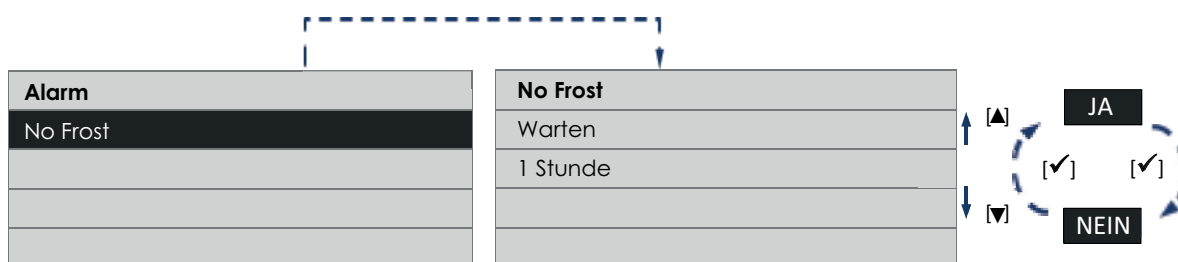 Alarm
No Frost
No Frost
Warten
1 Stunde
[▲]
JA
[✔]
[✔]
[▼]
NEIN